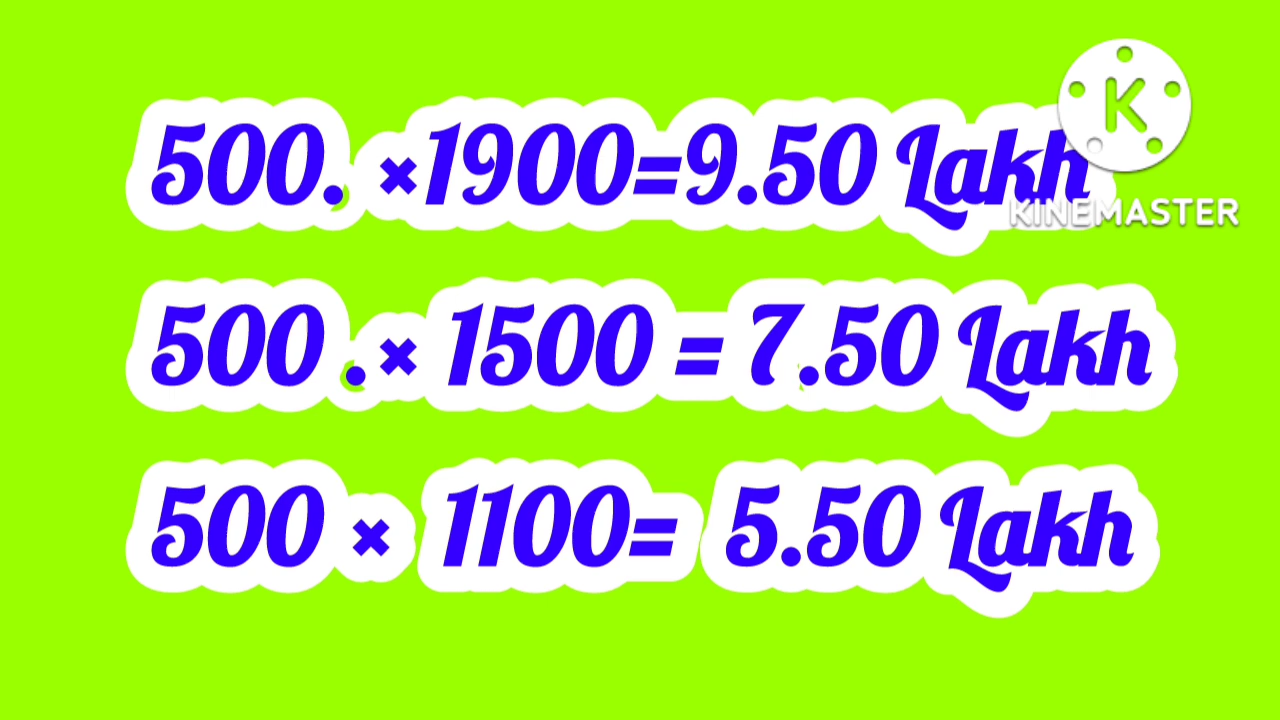 500. ×1900=9.50 Lakh
K
KINEMASTER
500 .× 1500 = 7.50 Lakh
500 × 1100= 5.50 Lakh